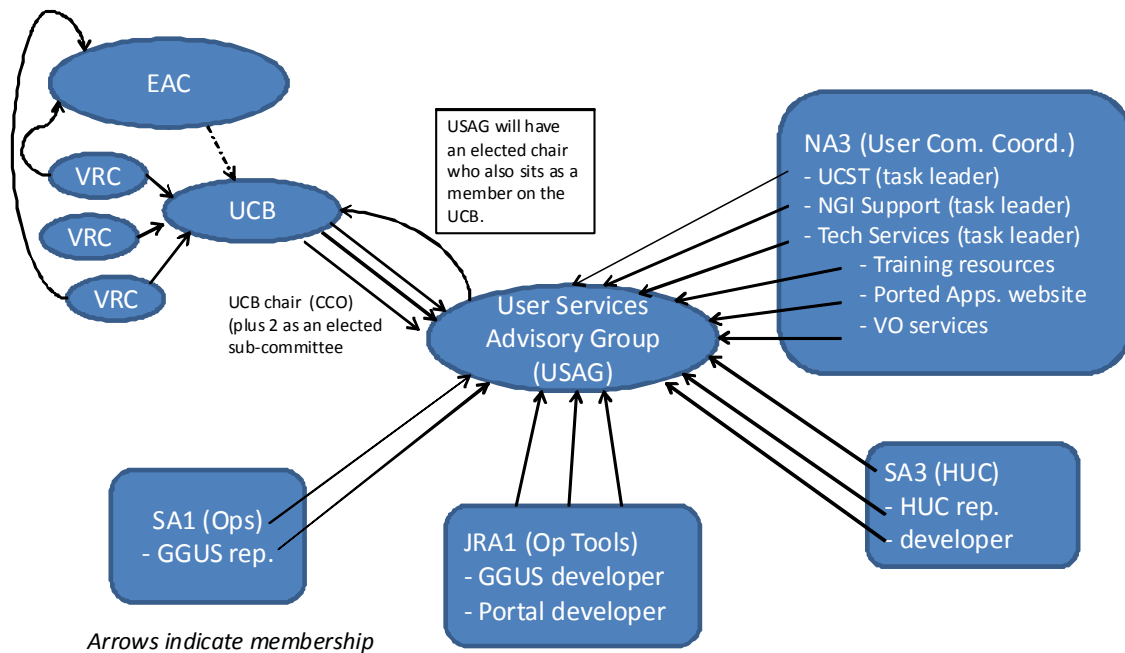 EAC
VRC
VRC
VRC
UCB
USAG will have
an elected chair
who also sits as a
member on the
UCB.
UCB chair (CCO)
(plus 2 as an elected
sub-committee
NA3 (User Com. Coord.)
- UCST (task leader)
- NGI Support (task leader)
- Tech Services (task leader)
- Training resources
- Ported Apps. website
- VO services
User Services
Advisory Group
(USAG)
SA1 (Ops)
- GGUS rep.
JRA1 (Op Tools)
- GGUS developer
- Portal developer
SA3 (HUC)
- HUC rep.
- developer
Arrows indicate membership